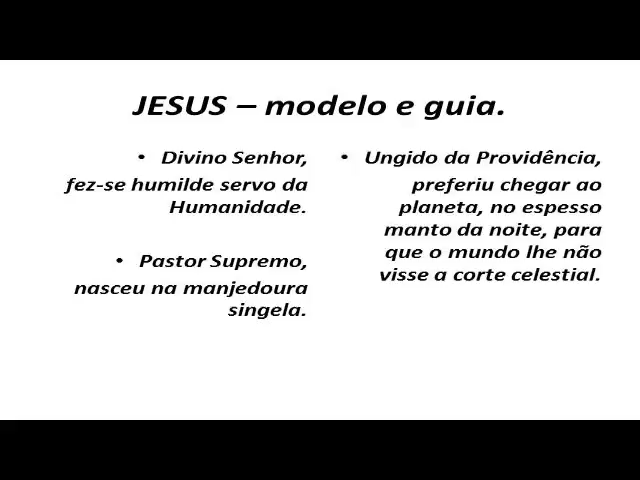 JESUS – modelo e guia.
• Divino Senhor,
fez-se humilde servo da
Humanidade.
• Pastor Supremo,
nasceu na manjedoura
singela.
• Ungido da Providência,
preferiu chegar ao
planeta, no espesso
manto da noite, para
que o mundo lhe não
visse a corte celestial.